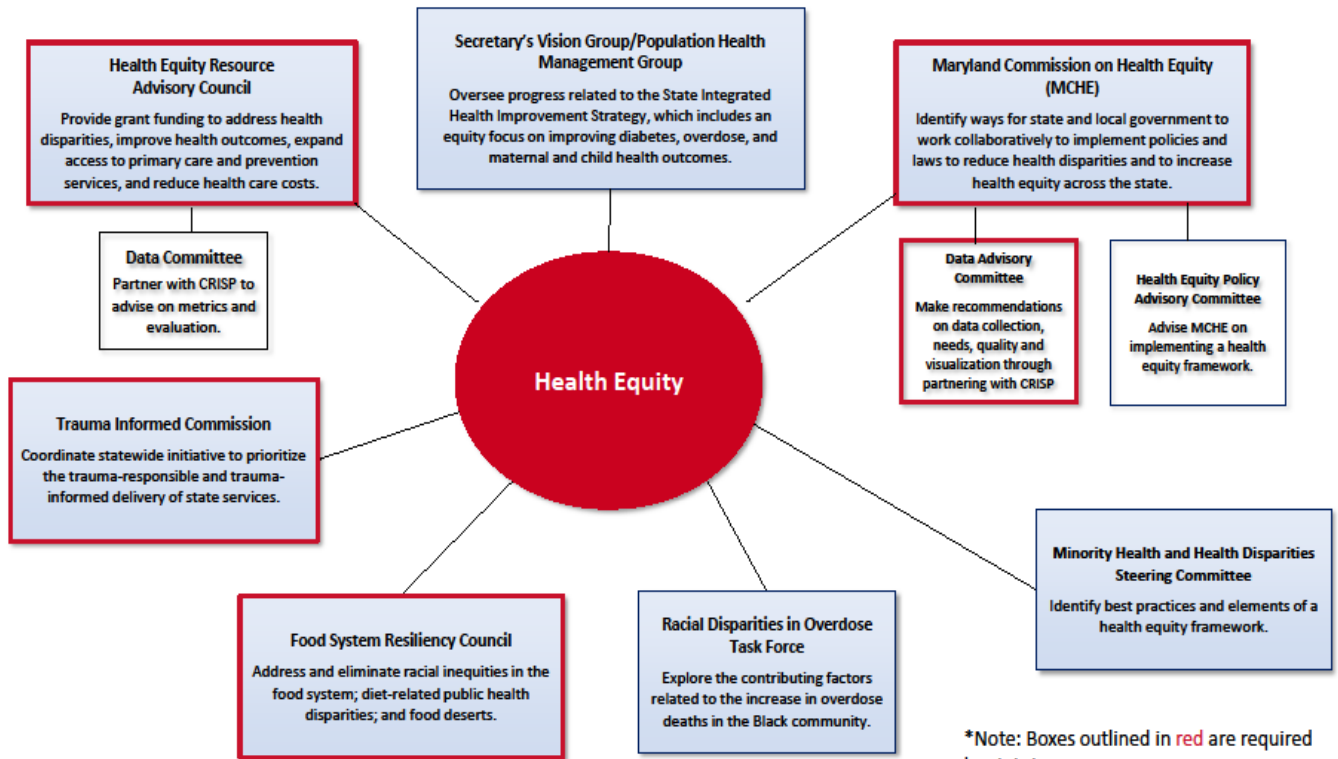 Health Equity Resource
Advisory Council
Provide grant funding to address health
disparities, improve health outcomes, expand
access to primary care and prevention
services, and reduce health care costs.
Secretary's Vision Group/Population Health
Management Group
Oversee progress related to the State Integrated
Health Improvement Strategy, which includes an
equity focus on improving diabetes, overdose, and
maternal and child health outcomes.
Maryland Commission on Health Equity
(MCHE)
Identify ways for state and local government to
work collaboratively to implement policies and
laws to reduce health disparities and to increase
health equity across the state.
Data Committee
Partner with CRISP to
advise on metrics and
evaluation.
Data Advisory
Committee
Make recommendations
on data collection,
needs, quality and
visualization through
partnering with CRISP
Health Equity Policy
Advisory Committee
Advise MCHE on
implementing a health
equity framework.
Health Equity
Trauma Informed Commission
Coordinate statewide initiative to prioritize
the trauma-responsible and trauma-
informed delivery of state services.
Food System Resiliency Council
Address and eliminate racial inequities in the
food system; diet-related public health
disparities; and food deserts.
Racial Disparities in Overdose
Task Force
Explore the contributing factors
related to the increase in overdose
deaths in the Black community.
Minority Health and Health Disparities
Steering Committee
Identify best practices and elements of a
health equity framework.
*Note: Boxes outlined in red are required